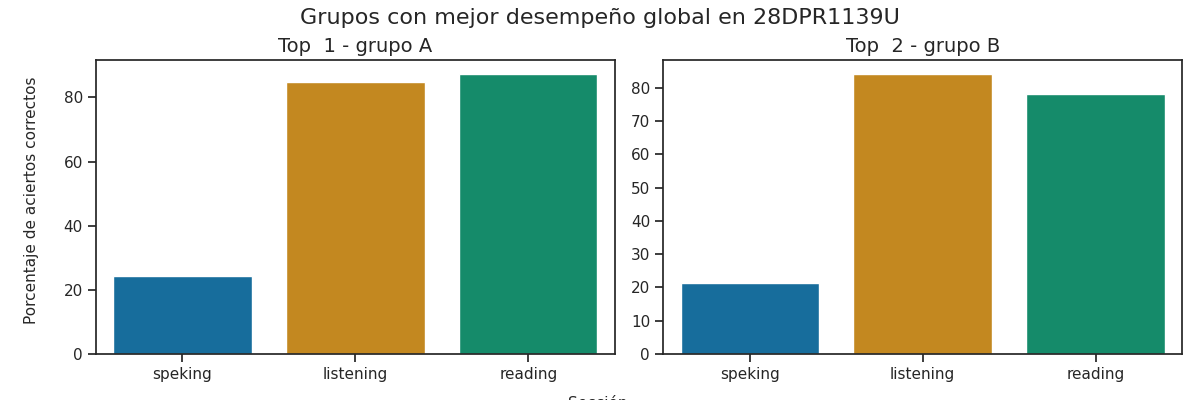 Grupos con mejor desempeño global en 28DPR1139U
Top  1 - grupo A
Top  2 - grupo B
Porcentaje de aciertos correctos
80
60
40
20
0
speking
listening
reading
80
70
60
50
40
30
20
10
0
speking
listening
reading
Sección